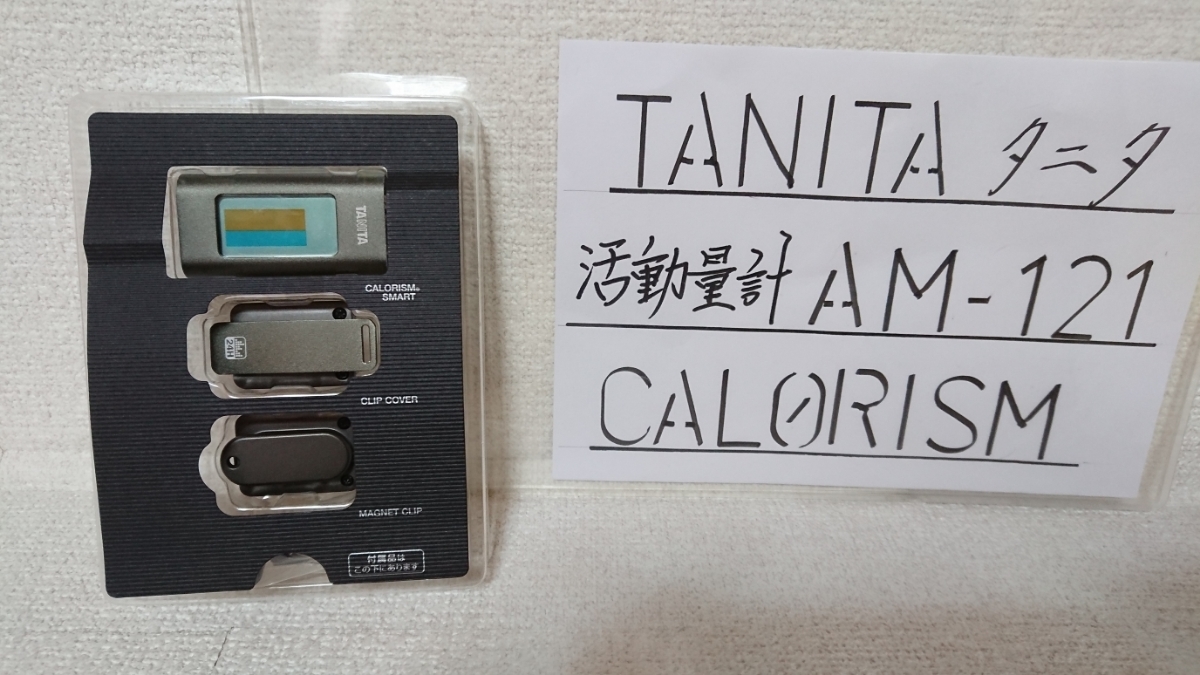 TANITA
CALORISM®
SMART
24H
CLIP COVER
MAGNET CLIP
付属品は
この下にあります
TANITA タニタ
活動量計 AM-121
CALORISM